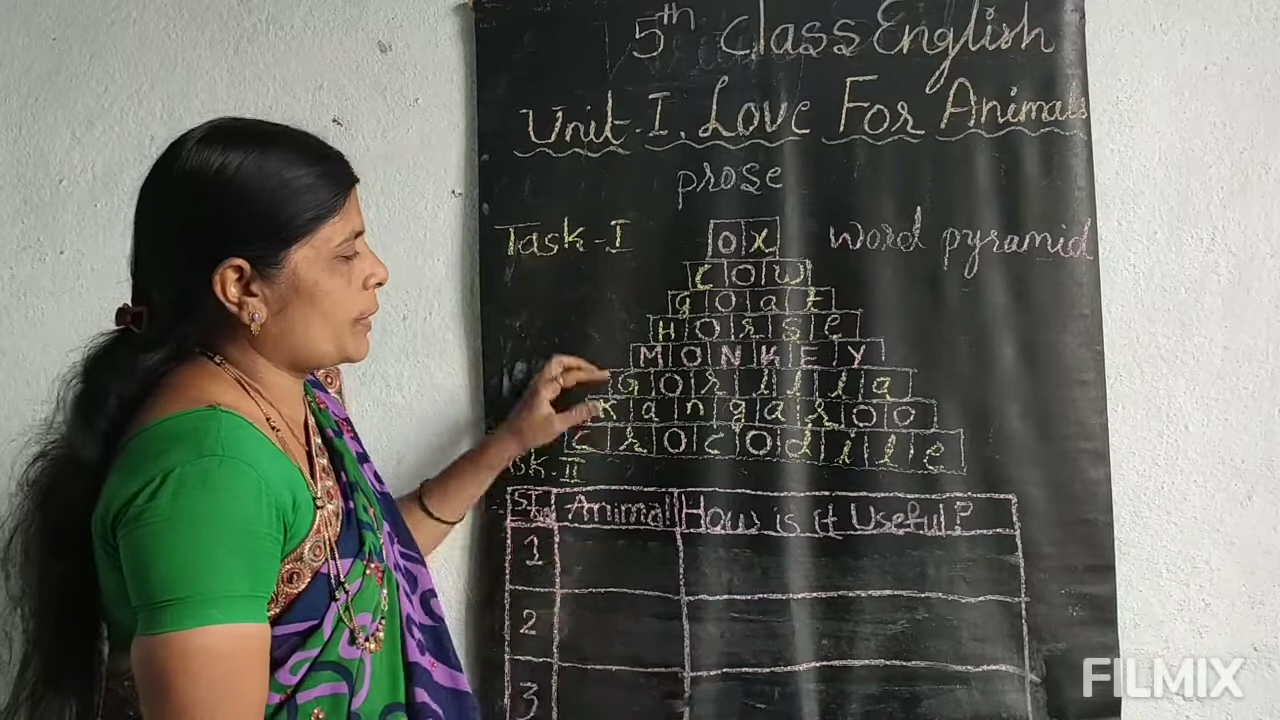 5th Class English
Unit-I. Love For Animals
prose
Task-I
ox
word pyramid
cow
goat
Horse
MONKEY
Gorilla
Kangaroo
Crocodile
sk-II
Sl. Animal How is it Useful?
1
2
3
FILMIX